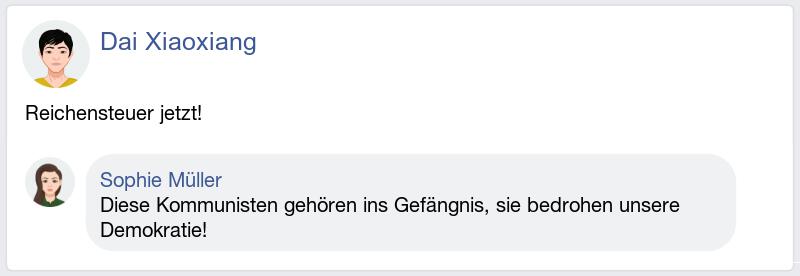 Dai Xiaoxiang
Reichensteuer jetzt!
Sophie Müller
Diese Kommunisten gehören ins Gefängnis, sie bedrohen unsere
Demokratie!